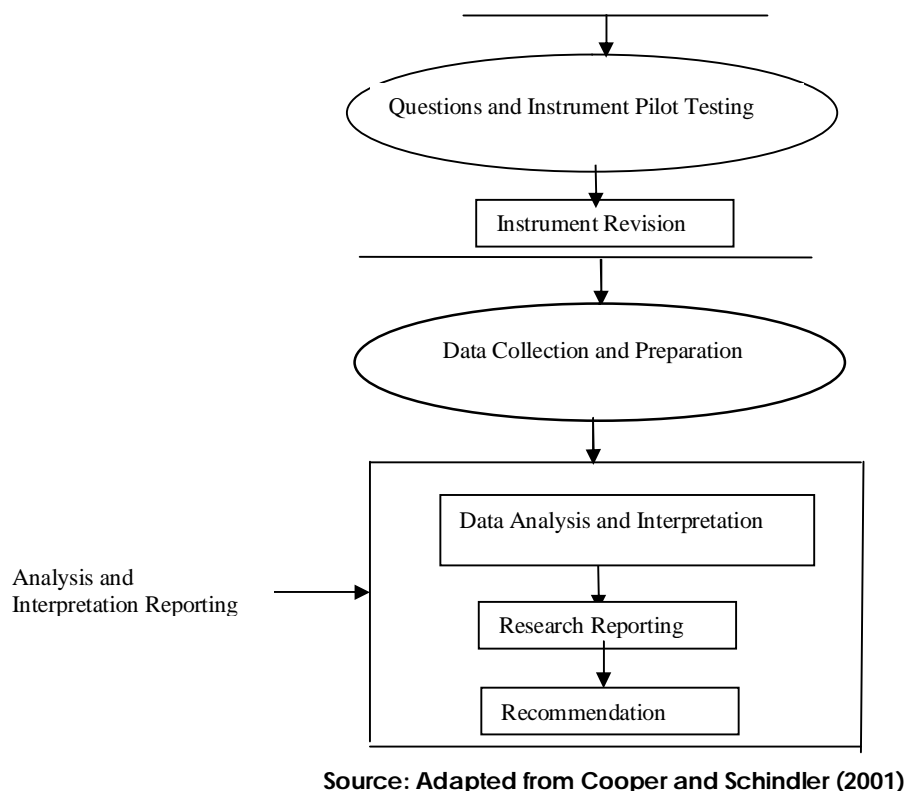 Questions and Instrument Pilot Testing
Instrument Revision
Data Collection and Preparation
Data Analysis and Interpretation
Analysis and
Interpretation Reporting
Research Reporting
Recommendation
Source: Adapted from Cooper and Schindler (2001)